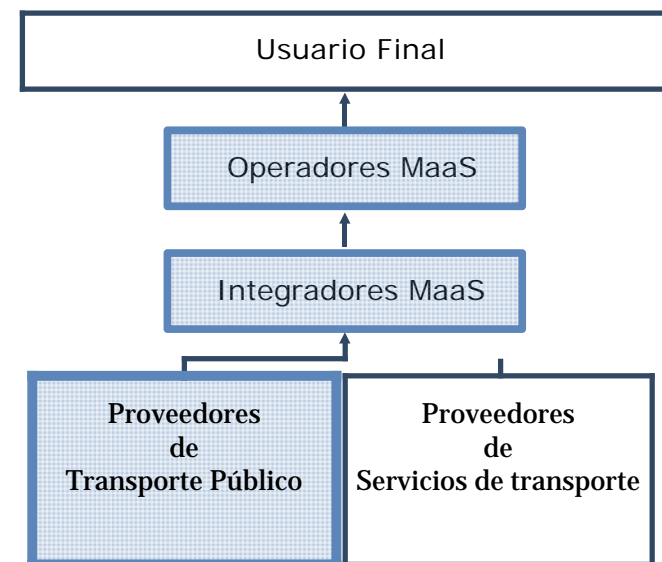 Usuario Final
Operadores MaaS
Integradores MaaS
Proveedores
de
Transporte Público
Proveedores
de
Servicios de transporte